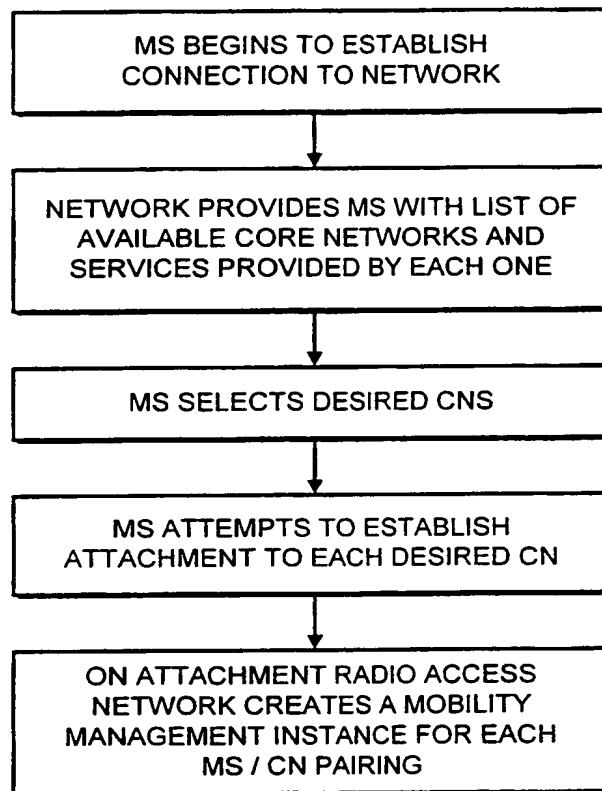 MS BEGINS TO ESTABLISH
CONNECTION TO NETWORK
NETWORK PROVIDES MS WITH LIST OF
AVAILABLE CORE NETWORKS AND
SERVICES PROVIDED BY EACH ONE
MS SELECTS DESIRED CNS
MS ATTEMPTS TO ESTABLISH
ATTACHMENT TO EACH DESIRED CN
ON ATTACHMENT RADIO ACCESS
NETWORK CREATES A MOBILITY
MANAGEMENT INSTANCE FOR EACH
MS / CN PAIRING